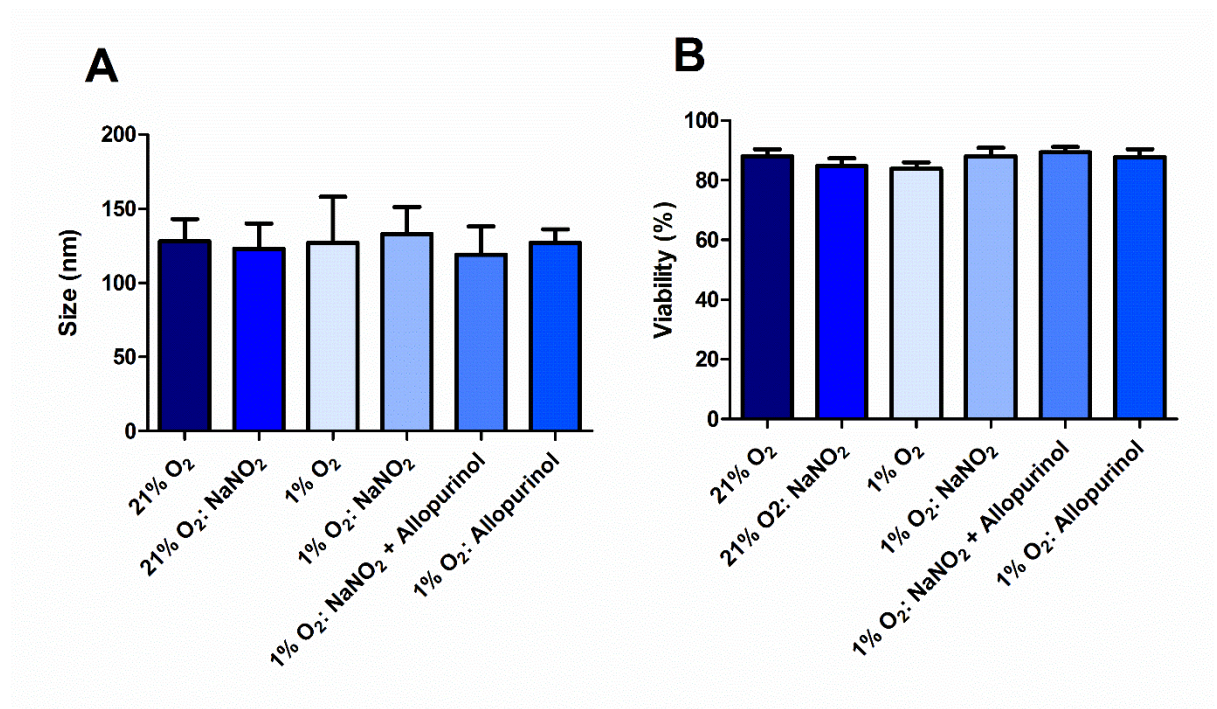 A
Size (nm)
200
150
100
50
0
21% O₂
21% O₂: NaNO₂
1% O₂
1% O₂: NaNO₂
1% O₂: NaNO₂ + Allopurinol
1% O₂: Allopurinol
B
Viability (%)
100
80
60
40
20
0
21% O₂
21% O2: NaNO₂
1% O₂
1% O₂: NaNO₂
1% O₂: NaNO₂ + Allopurinol
1% O₂: Allopurinol